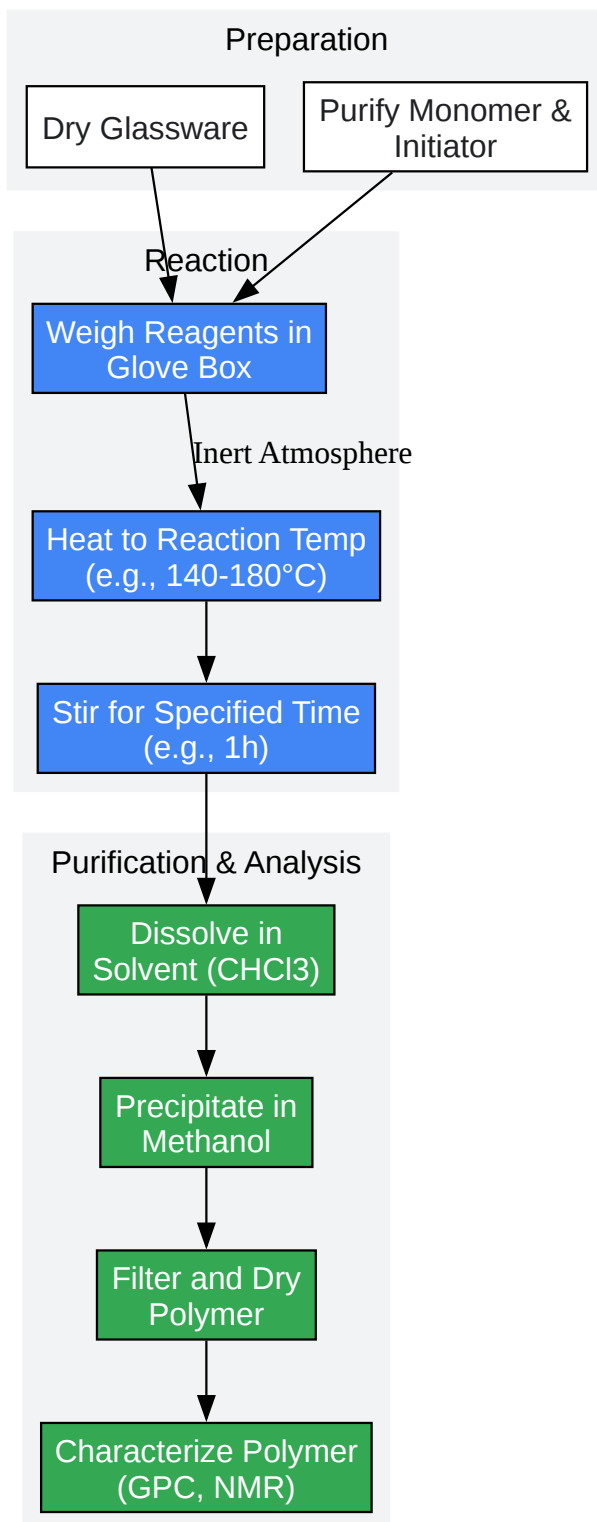 Preparation
Dry Glassware
Purify Monomer &
Initiator
Reaction
Weigh Reagents in
Glove Box
Inert Atmosphere
Heat to Reaction Temp
(e.g., 140-180°C)
Stir for Specified Time
(e.g., 1h)
Purification & Analysis
Dissolve in
Solvent (CHCl3)
Precipitate in
Methanol
Filter and Dry
Polymer
Characterize Polymer
(GPC, NMR)